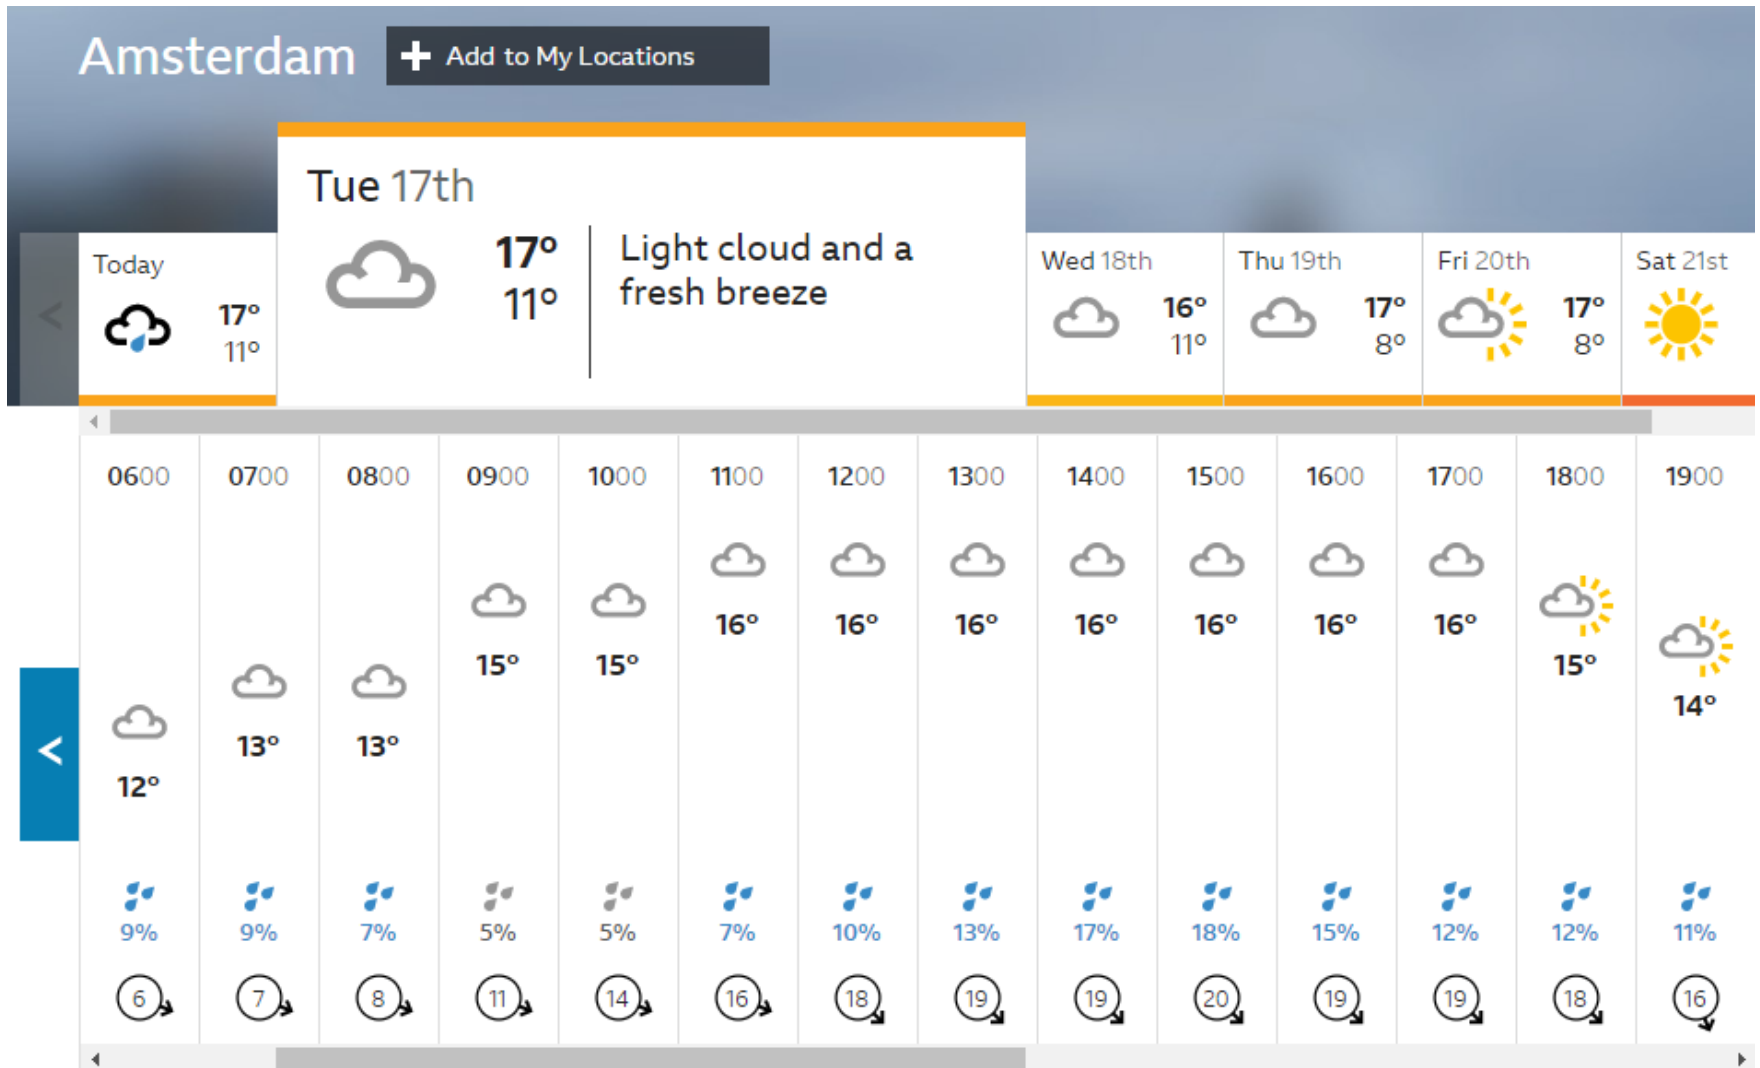 Amsterdam
+ Add to My Locations
Today
17°
11°
Tue 17th
17°
11°
Light cloud and a
fresh breeze
Wed 18th
16°
11°
Thu 19th
17°
8°
Fri 20th
17°
8°
Sat 21st
0600 0700 0800 0900 1000 1100 1200 1300 1400 1500 1600 1700 1800 1900
12° 13° 13° 15° 15° 16° 16° 16° 16° 16° 16° 16° 15° 14°
9% 9% 7% 5% 5% 7% 10% 13% 17% 18% 15% 12% 12% 11%
6 7 8 11 14 16 18 19 19 20 19 19 18 16